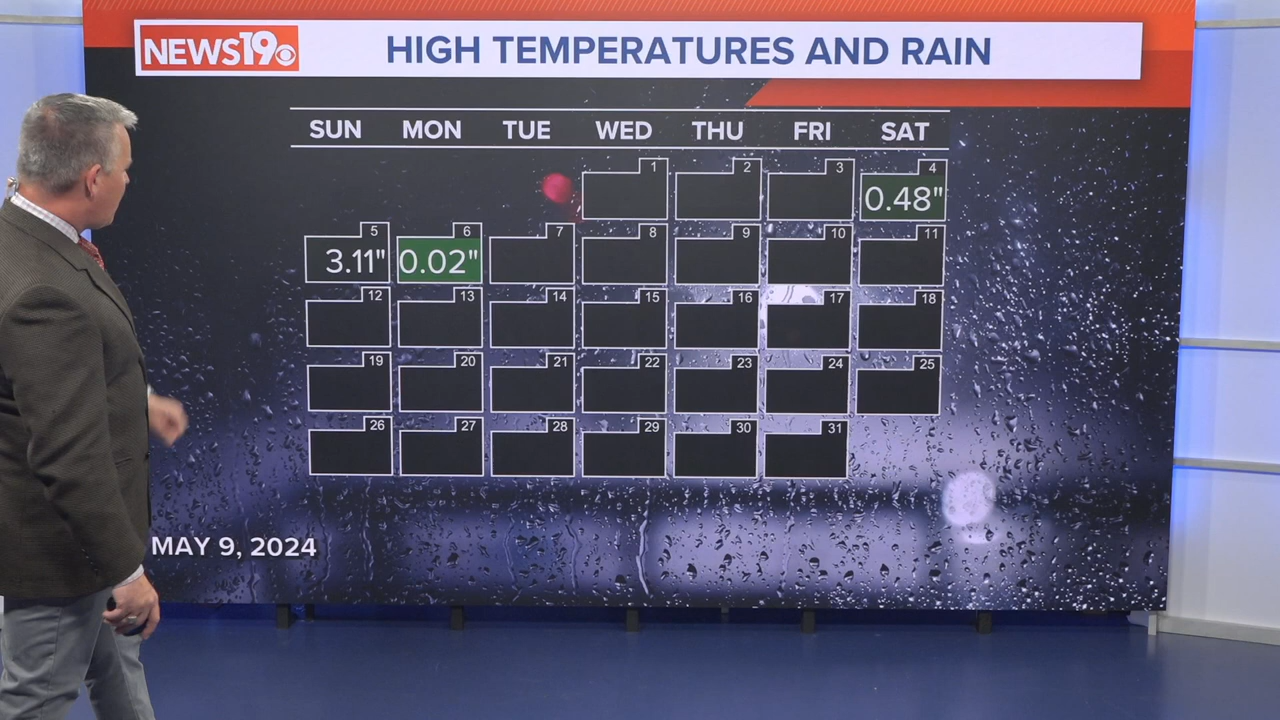 NEWS19
HIGH TEMPERATURES AND RAIN
SUN MON TUE WED THU FRI SAT
1 2 3 4
0.48"
5 6 7 8 9 10 11
3.11" 0.02"
12 13 14 15 16 17 18
19 20 21 22 23 24 25
26 27 28 29 30 31
MAY 9, 2024